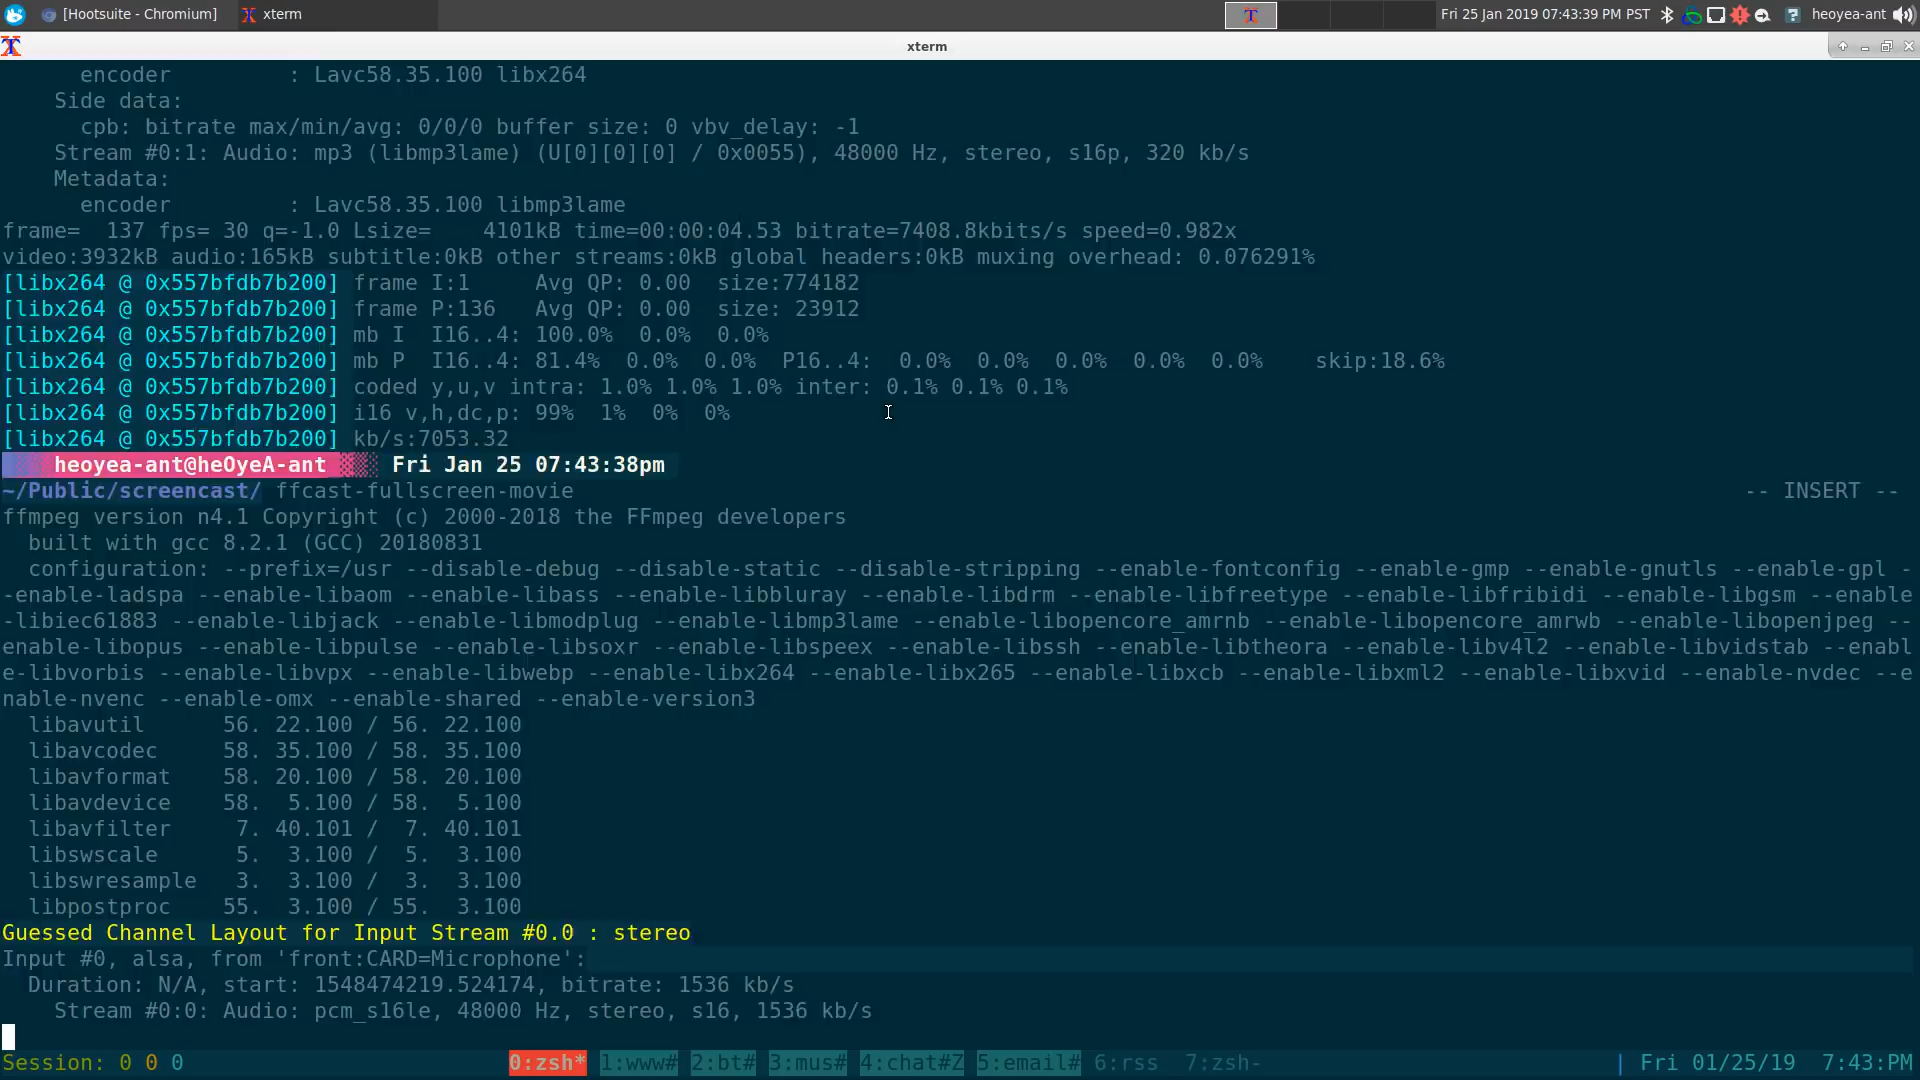 [Hootsuite - Chromium] xterm Fri 25 Jan 2019 07:43:39 PM PST heoyea-ant
xterm
encoder : Lavc58.35.100 libx264
Side data:
cpb: bitrate max/min/avg: 0/0/0 buffer size: 0 vbv_delay: -1
Stream #0:1: Audio: mp3 (libmp3lame) (U[0][0][0] / 0x0055), 48000 Hz, stereo, s16p, 320 kb/s
Metadata:
encoder : Lavc58.35.100 libmp3lame
frame= 137 fps= 30 q=-1.0 Lsize= 4101kB time=00:00:04.53 bitrate=7408.8kbits/s speed=0.982x
video:3932kB audio:165kB subtitle:0kB other streams:0kB global headers:0kB muxing overhead: 0.076291%
[libx264 @ 0x557bfdb7b200] frame I:1 Avg QP: 0.00 size:774182
[libx264 @ 0x557bfdb7b200] frame P:136 Avg QP: 0.00 size: 23912
[libx264 @ 0x557bfdb7b200] mb I I16..4: 100.0% 0.0% 0.0%
[libx264 @ 0x557bfdb7b200] mb P I16..4: 81.4% 0.0% 0.0% P16..4: 0.0% 0.0% 0.0% 0.0% 0.0% skip:18.6%
[libx264 @ 0x557bfdb7b200] coded y,u,v intra: 1.0% 1.0% 1.0% inter: 0.1% 0.1% 0.1%
[libx264 @ 0x557bfdb7b200] i16 v,h,dc,p: 99% 1% 0% 0%
[libx264 @ 0x557bfdb7b200] kb/s:7053.32
heoyea-ant@heOyeA-ant Fri Jan 25 07:43:38pm
~/Public/screencast/ ffcast-fullscreen-movie -- INSERT --
ffmpeg version n4.1 Copyright (c) 2000-2018 the FFmpeg developers
built with gcc 8.2.1 (GCC) 20180831
configuration: --prefix=/usr --disable-debug --disable-static --disable-stripping --enable-fontconfig --enable-gmp --enable-gnutls --enable-gpl -
-enable-ladspa --enable-libaom --enable-libass --enable-libbluray --enable-libdrm --enable-libfreetype --enable-libfribidi --enable-libgsm --enable
-libiec61883 --enable-libjack --enable-libmodplug --enable-libmp3lame --enable-libopencore_amrnb --enable-libopencore_amrwb --enable-libopenjpeg --
enable-libopus --enable-libpulse --enable-libsoxr --enable-libspeex --enable-libssh --enable-libtheora --enable-libv4l2 --enable-libvidstab --enabl
e-libvorbis --enable-libvpx --enable-libwebp --enable-libx264 --enable-libx265 --enable-libxcb --enable-libxml2 --enable-libxvid --enable-nvdec --e
nable-nvenc --enable-omx --enable-shared --enable-version3
libavutil 56. 22.100 / 56. 22.100
libavcodec 58. 35.100 / 58. 35.100
libavformat 58. 20.100 / 58. 20.100
libavdevice 58. 5.100 / 58. 5.100
libavfilter 7. 40.101 / 7. 40.101
libswscale 5. 3.100 / 5. 3.100
libswresample 3. 3.100 / 3. 3.100
libpostproc 55. 3.100 / 55. 3.100
Guessed Channel Layout for Input Stream #0.0 : stereo
Input #0, alsa, from 'front:CARD=Microphone':
Duration: N/A, start: 1548474219.524174, bitrate: 1536 kb/s
Stream #0:0: Audio: pcm_s16le, 48000 Hz, stereo, s16, 1536 kb/s
Session: 0 0 0 0:zsh* 1:www# 2:bt# 3:mus# 4:chat#Z 5:email# 6:rss 7:zsh- | Fri 01/25/19 7:43:PM